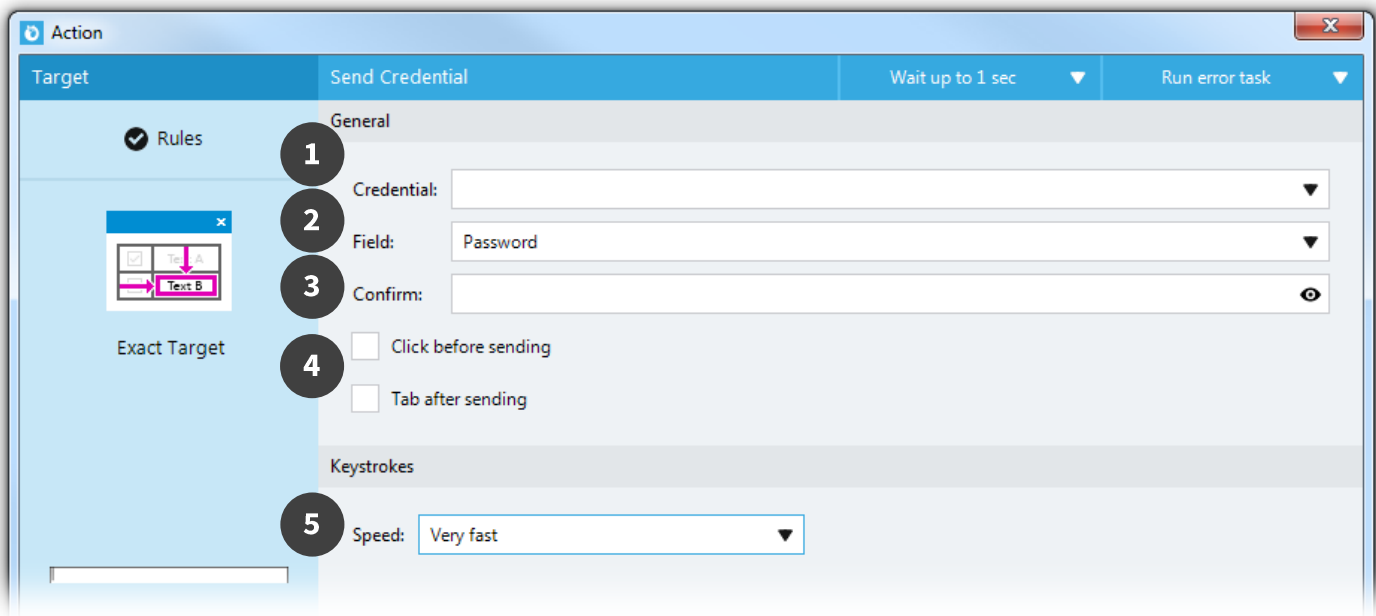 Action
Target
Send Credential
Wait up to 1 sec
Run error task
Rules
General
1
Credential:
2
Field: Password
3
Confirm:
Text B
Exact Target
4
Click before sending
Tab after sending
Keystrokes
5
Speed: Very fast